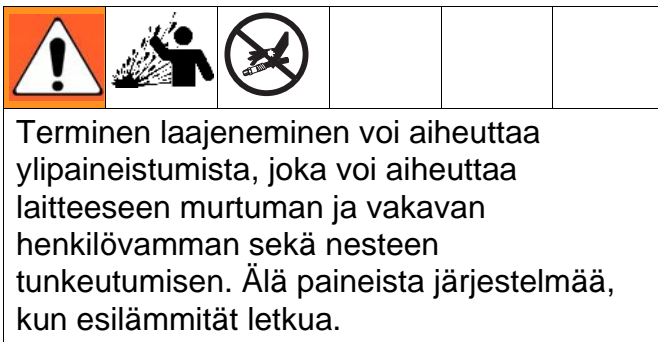 Terminen laajeneminen voi aiheuttaa
ylipaineistumista, joka voi aiheuttaa
laitteeseen murtuman ja vakavan
henkilövamman sekä nesteen
tunkeutumisen. Älä paineista järjestelmää,
kun esilämmität letkua.